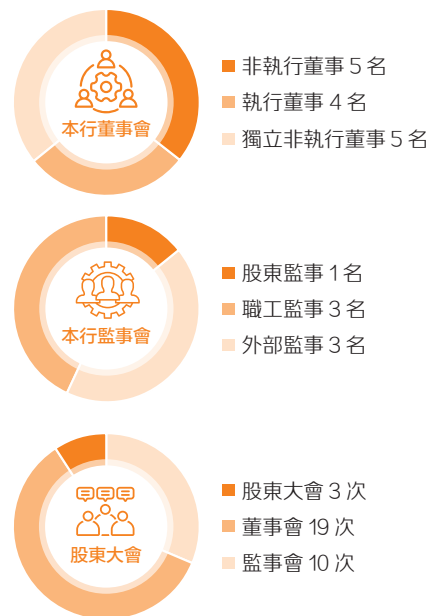 本行董事會
非執行董事 5 名
執行董事 4 名
獨立非執行董事 5 名
本行監事會
股東監事 1 名
職工監事 3 名
外部監事 3 名
股東大會
股東大會 3 次
董事會 19 次
監事會 10 次